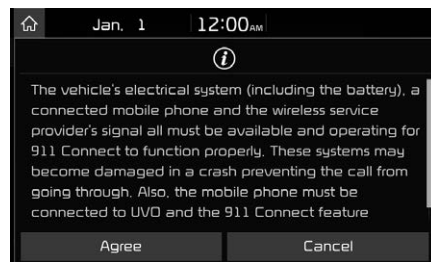 Jan. 1 12:00AM
The vehicle's electrical system (including the battery), a
connected mobile phone and the wireless service
provider's signal all must be available and operating for
911 Connect to function properly. These systems may
become damaged in a crash preventing the call from
going through. Also, the mobile phone must be
connected to UVO and the 911 Connect feature
Agree Cancel